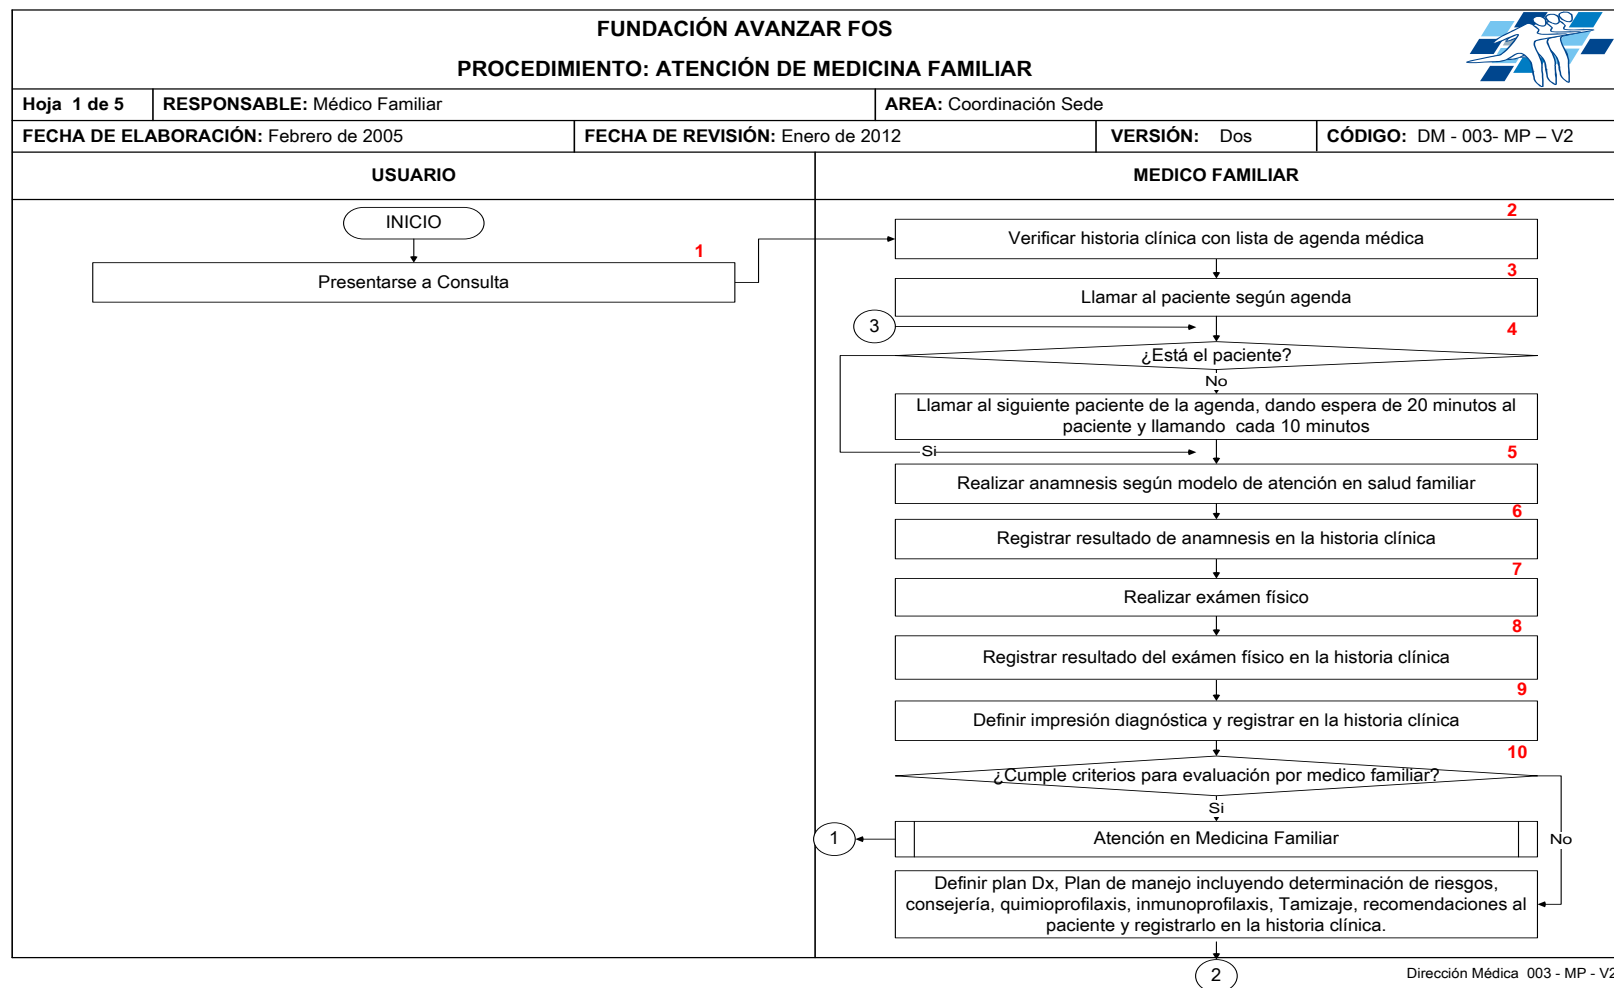 FUNDACIÓN AVANZAR FOS
PROCEDIMIENTO: ATENCIÓN DE MEDICINA FAMILIAR
Hoja 1 de 5
RESPONSABLE: Médico Familiar
AREA: Coordinación Sede
FECHA DE ELABORACIÓN: Febrero de 2005
FECHA DE REVISIÓN: Enero de 2012
VERSIÓN: Dos
CÓDIGO: DM - 003- MP – V2
USUARIO
MEDICO FAMILIAR
INICIO
1
Presentarse a Consulta
2
Verificar historia clínica con lista de agenda médica
3
Llamar al paciente según agenda
3
4
¿Está el paciente?
No
Llamar al siguiente paciente de la agenda, dando espera de 20 minutos al
paciente y llamando cada 10 minutos
Si
5
Realizar anamnesis según modelo de atención en salud familiar
6
Registrar resultado de anamnesis en la historia clínica
7
Realizar exámen físico
8
Registrar resultado del exámen físico en la historia clínica
9
Definir impresión diagnóstica y registrar en la historia clínica
10
¿Cumple criterios para evaluación por medico familiar?
Si
1
Atención en Medicina Familiar
No
Definir plan Dx, Plan de manejo incluyendo determinación de riesgos,
consejería, quimioprofilaxis, inmunoprofilaxis, Tamizaje, recomendaciones al
paciente y registrarlo en la historia clínica.
2
Dirección Médica 003 - MP - V2